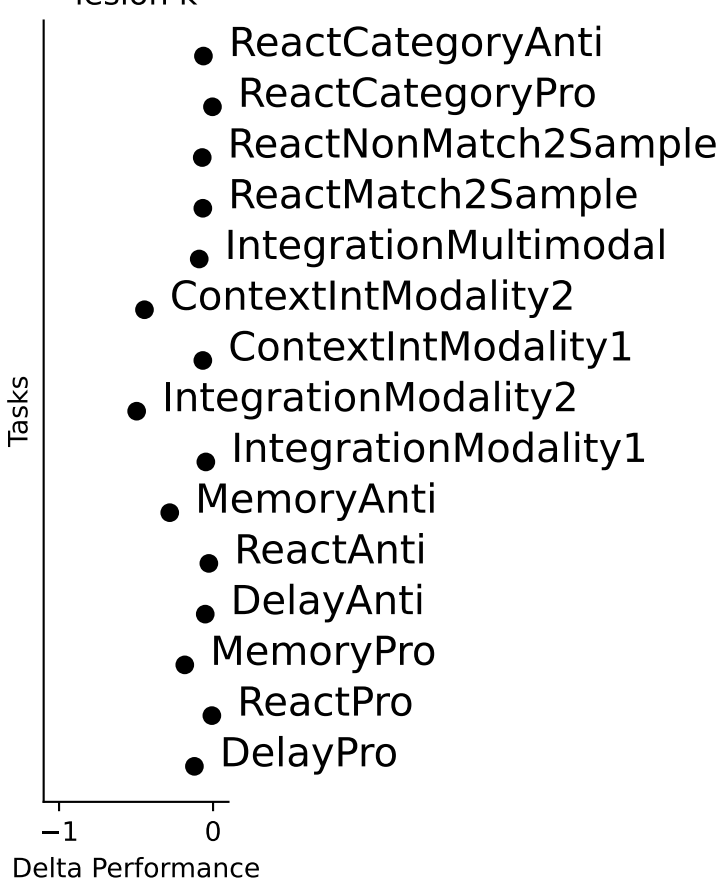 lesion k
ReactCategoryAnti
ReactCategoryPro
ReactNonMatch2Sample
ReactMatch2Sample
IntegrationMultimodal
ContextIntModality2
ContextIntModality1
IntegrationModality2
IntegrationModality1
MemoryAnti
ReactAnti
DelayAnti
MemoryPro
ReactPro
DelayPro
Tasks
−1 0
Delta Performance